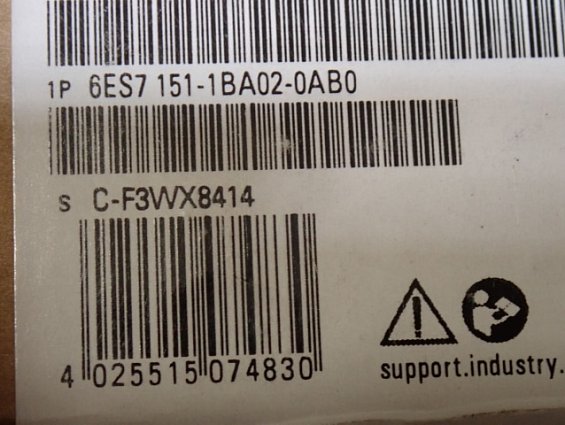 1P 6ES7 151-1BA02-0AB0
S C-F3WX8414
4 025515 074830
support.industry.